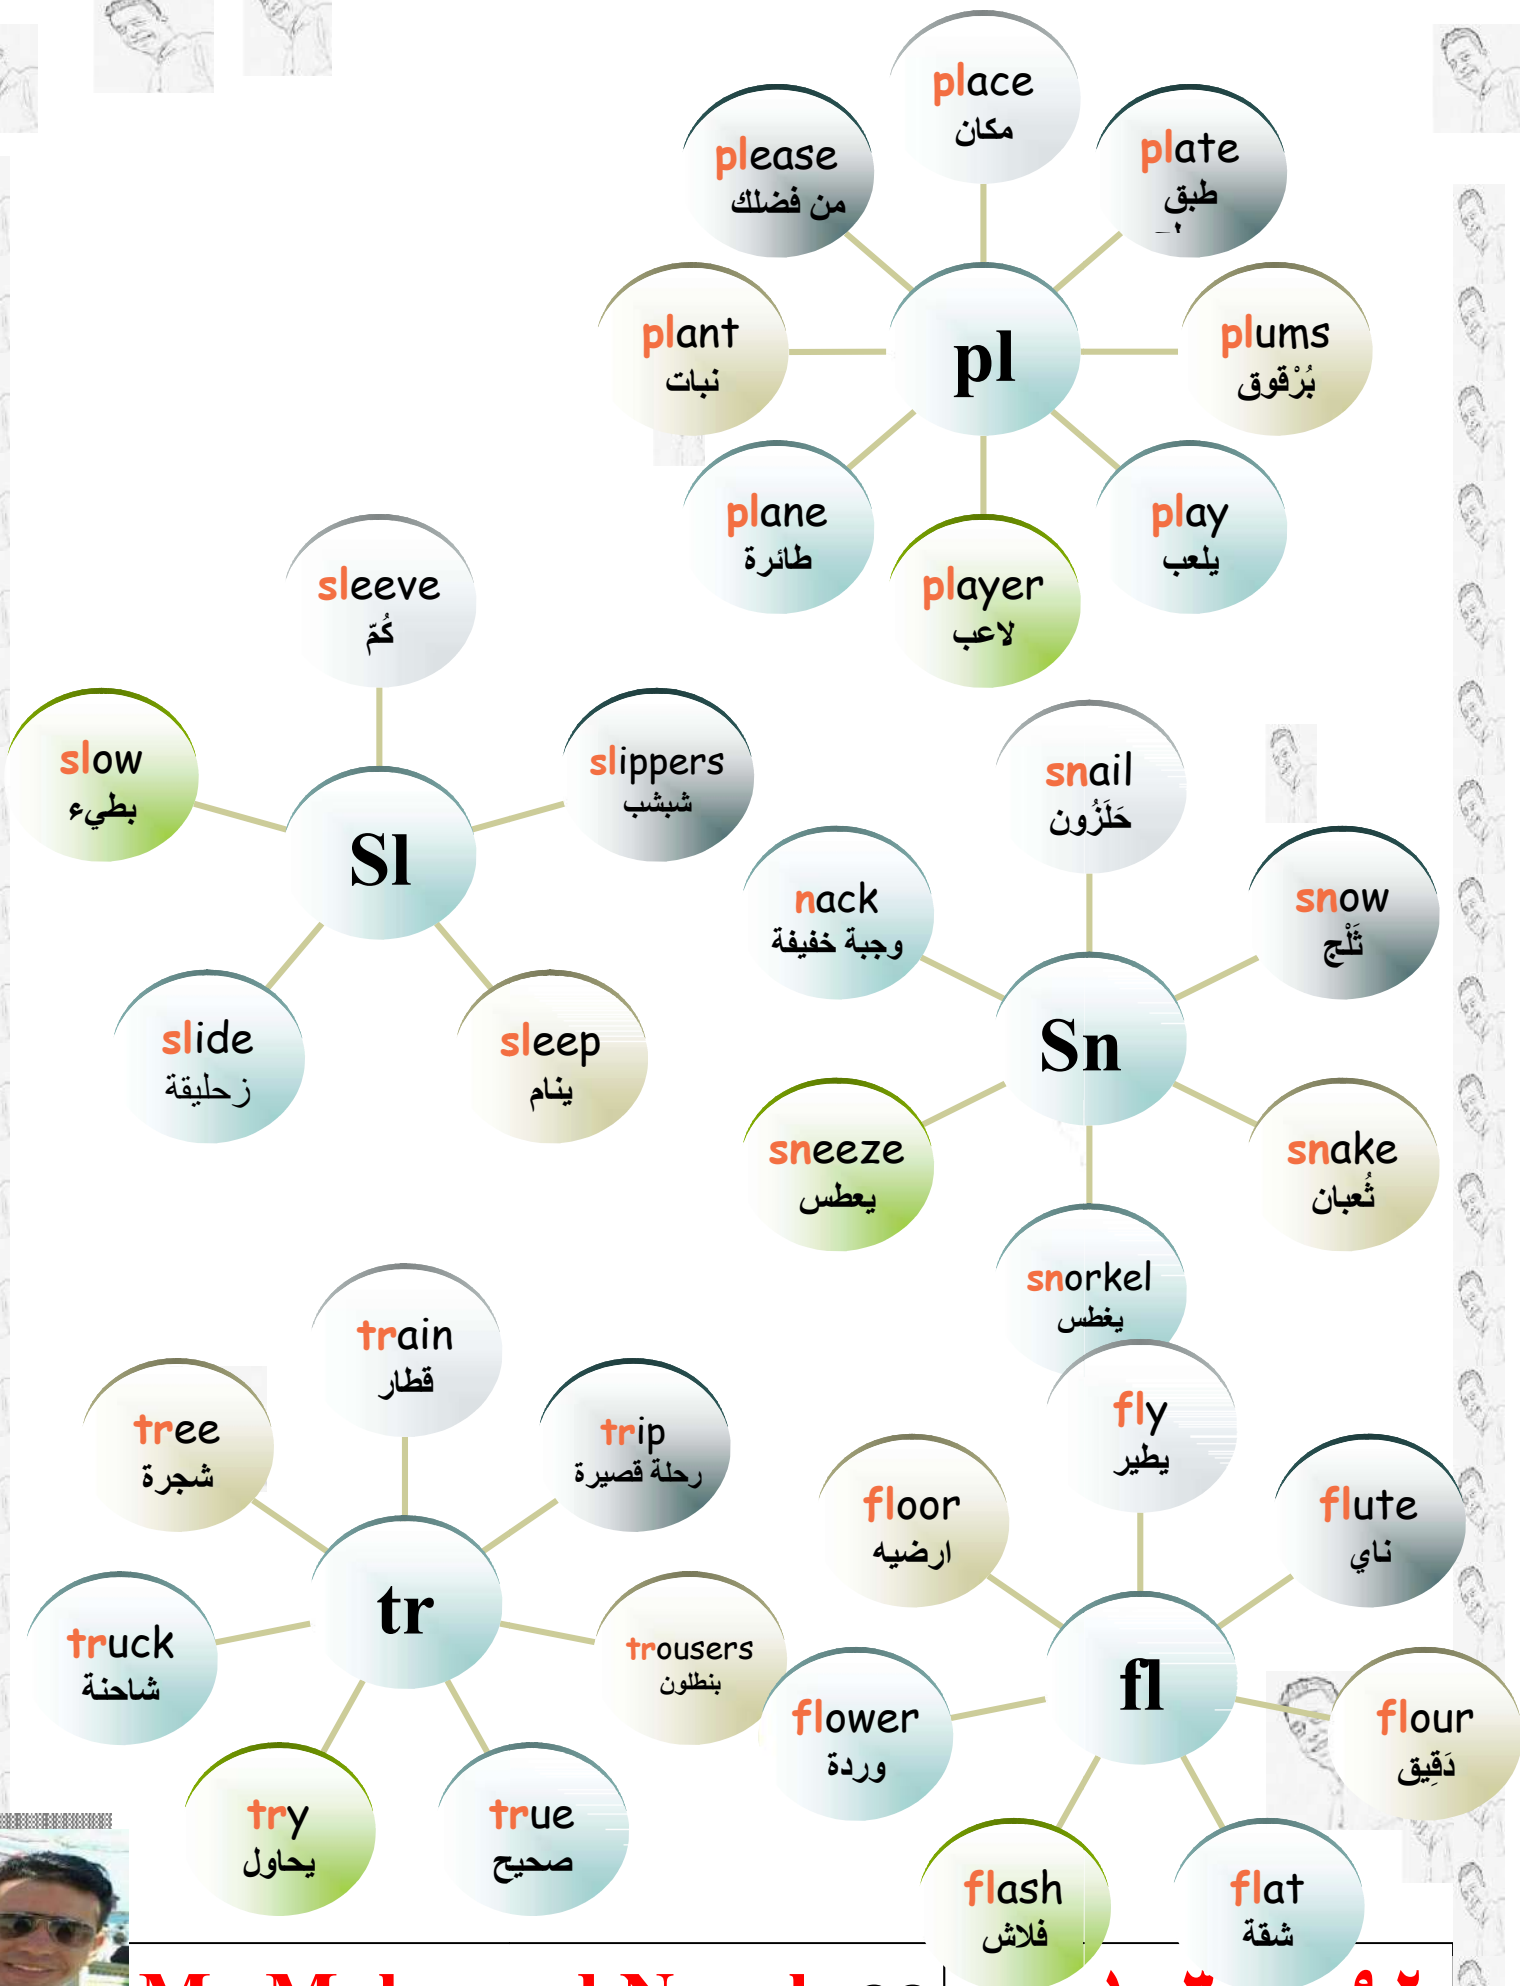 place
مكان
please
من فضلك
plate
طبق
plant
نبات
pl
plums
بُرْقوق
plane
طائرة
play
يلعب
player
لاعب
sleeve
كُمّ
slow
بطيء
slippers
شبشب
Sl
slide
زحليقة
sleep
ينام
snail
حَلَزُون
nack
وجبة خفيفة
snow
ثَلْج
Sn
sneeze
يعطس
snake
ثُعبان
snorkel
يغطس
train
قطار
tree
شجرة
trip
رحلة قصيرة
tr
truck
شاحنة
trousers
بنطلون
try
يحاول
true
صحيح
fly
يطير
floor
ارضيه
flute
ناي
fl
flower
وردة
flour
دَقِيق
flash
فلاش
flat
شقة